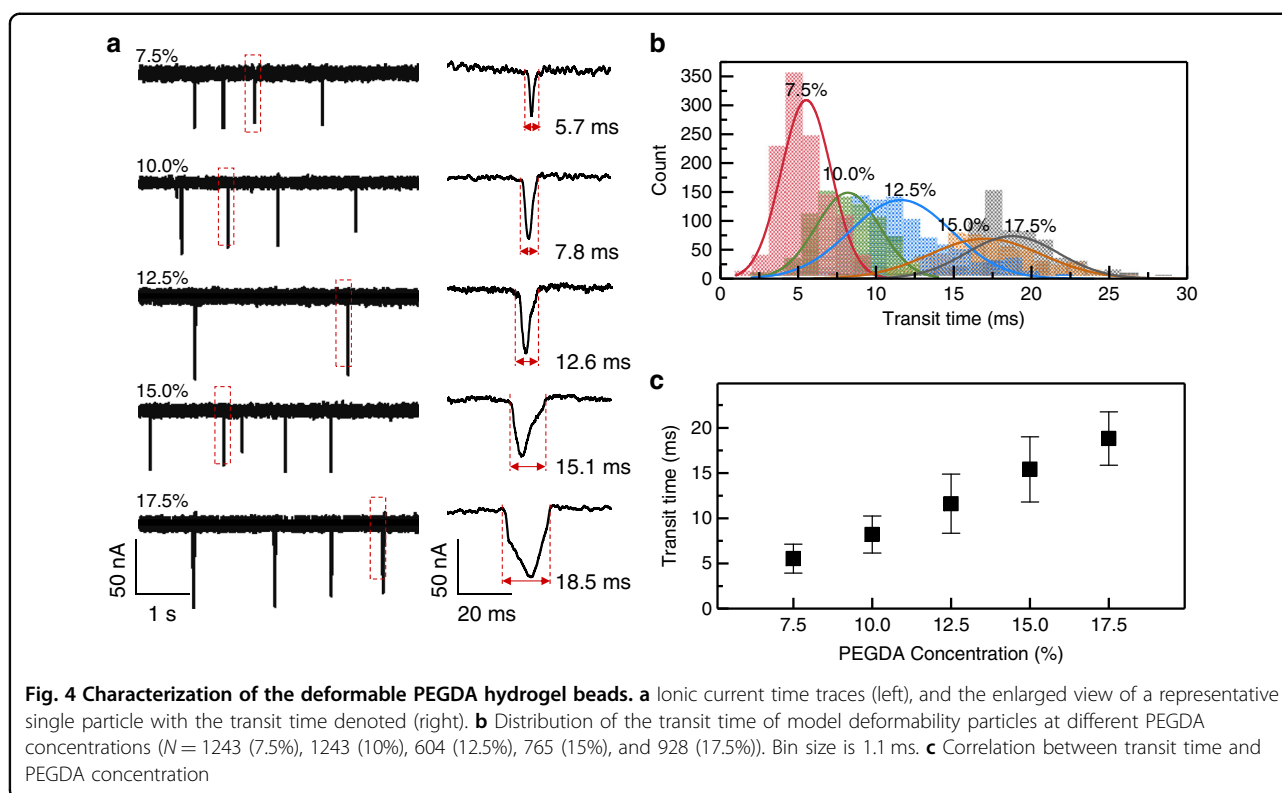 a
7.5%
5.7 ms
10.0%
7.8 ms
12.5%
12.6 ms
15.0%
15.1 ms
17.5%
18.5 ms
50 nA
1 s
50 nA
20 ms
b
350
300
250
200
150
100
50
0
Count
7.5%
10.0%
12.5%
15.0%
17.5%
0 5 10 15 20 25 30
Transit time (ms)
c
20
15
10
5
0
Transit time (ms)
7.5 10.0 12.5 15.0 17.5
PEGDA Concentration (%)
Fig. 4 Characterization of the deformable PEGDA hydrogel beads. a Ionic current time traces (left), and the enlarged view of a representative
single particle with the transit time denoted (right). b Distribution of the transit time of model deformability particles at different PEGDA
concentrations (N = 1243 (7.5%), 1243 (10%), 604 (12.5%), 765 (15%), and 928 (17.5%)). Bin size is 1.1 ms. c Correlation between transit time and
PEGDA concentration